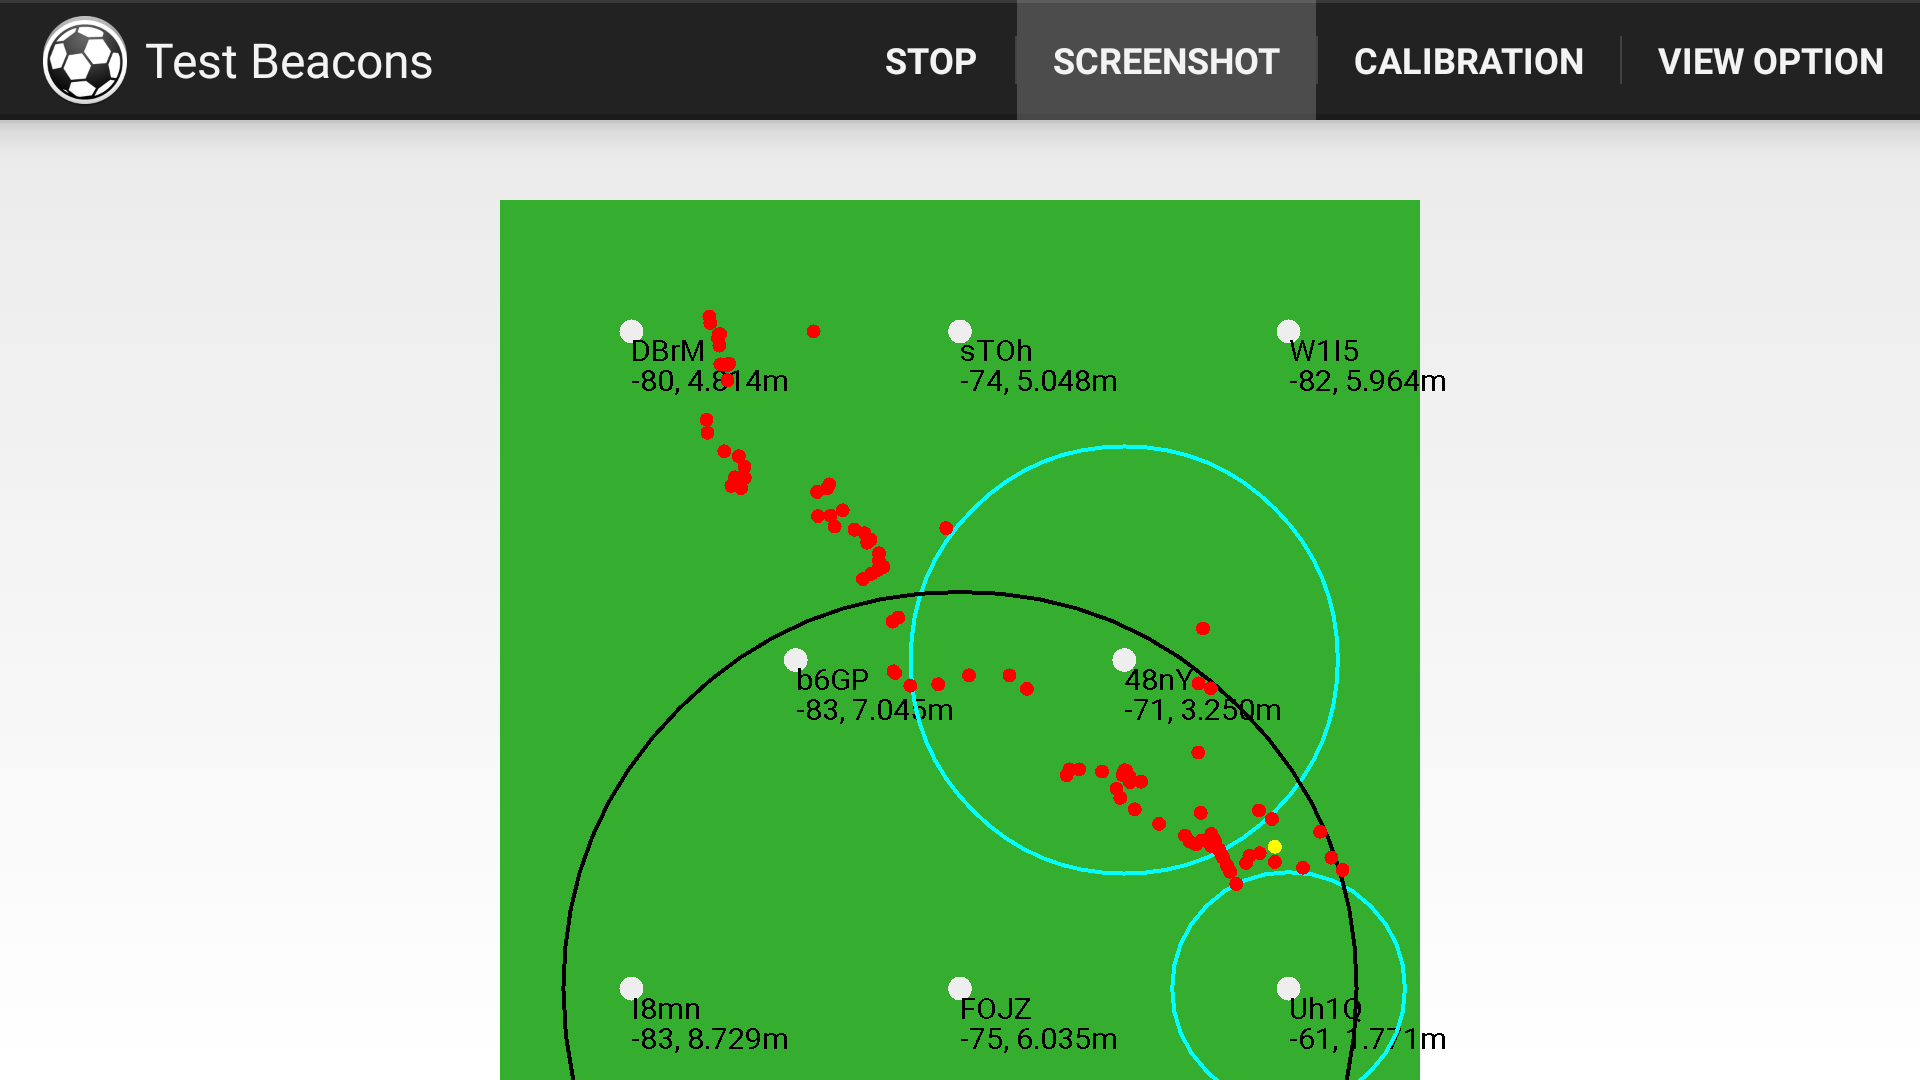 Test Beacons
STOP
SCREENSHOT
CALIBRATION
VIEW OPTION
DBrM
-80, 4.814m
sTOh
-74, 5.048m
W1I5
-82, 5.964m
b6GP
-83, 7.045m
48nY
-71, 3.250m
I8mn
-83, 8.729m
FOJZ
-75, 6.035m
Uh1Q
-61, 1.771m